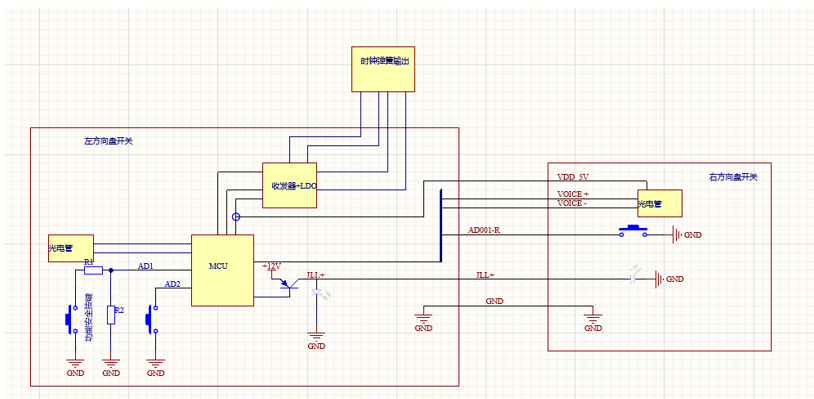 时钟弹簧输出
左方向盘开关
右方向盘开关
收发器+LDO
VDD_5V
VOICE +
VOICE -
光电管
AD001-R
GND
光电管
MCU
R1
AD1
+12V
JLL+
JLL+
GND
AD2
R2
功能安全按键
GND
GND
GND
GND
GND
GND
GND